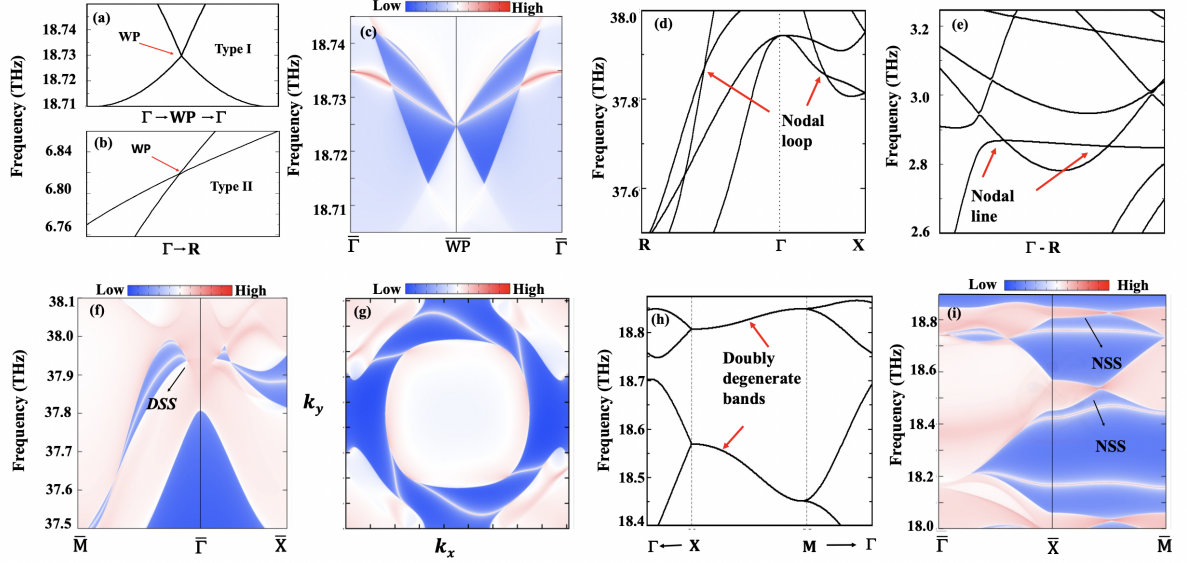 (a)
18.74
18.73
18.72
18.71
WP
Type I
Γ→WP →Γ
(b)
6.84
6.80
6.76
WP
Type II
Γ→R
Frequency (THz)
Low High
(c)
18.74
18.73
18.72
18.71
Frequency (THz)
Γ̅ W̅P̅ Γ̅
(d)
38.0
37.8
37.6
Frequency (THz)
Nodal
loop
R Γ X
(e)
3.2
3.0
2.8
2.6
Frequency (THz)
Nodal
line
Γ - R
Low High
(f)
38.1
38.0
37.9
37.8
37.7
37.6
37.5
Frequency (THz)
DSS
M̅ Γ̅ X̅
Low High
(g)
k_y
k_x
(h)
18.8
18.7
18.6
18.5
18.4
Frequency (THz)
Doubly
degenerate
bands
Γ← X M →Γ
Low High
(i)
18.8
18.6
18.4
18.2
18.0
Frequency (THz)
NSS
NSS
Γ̅ X̅ M̅